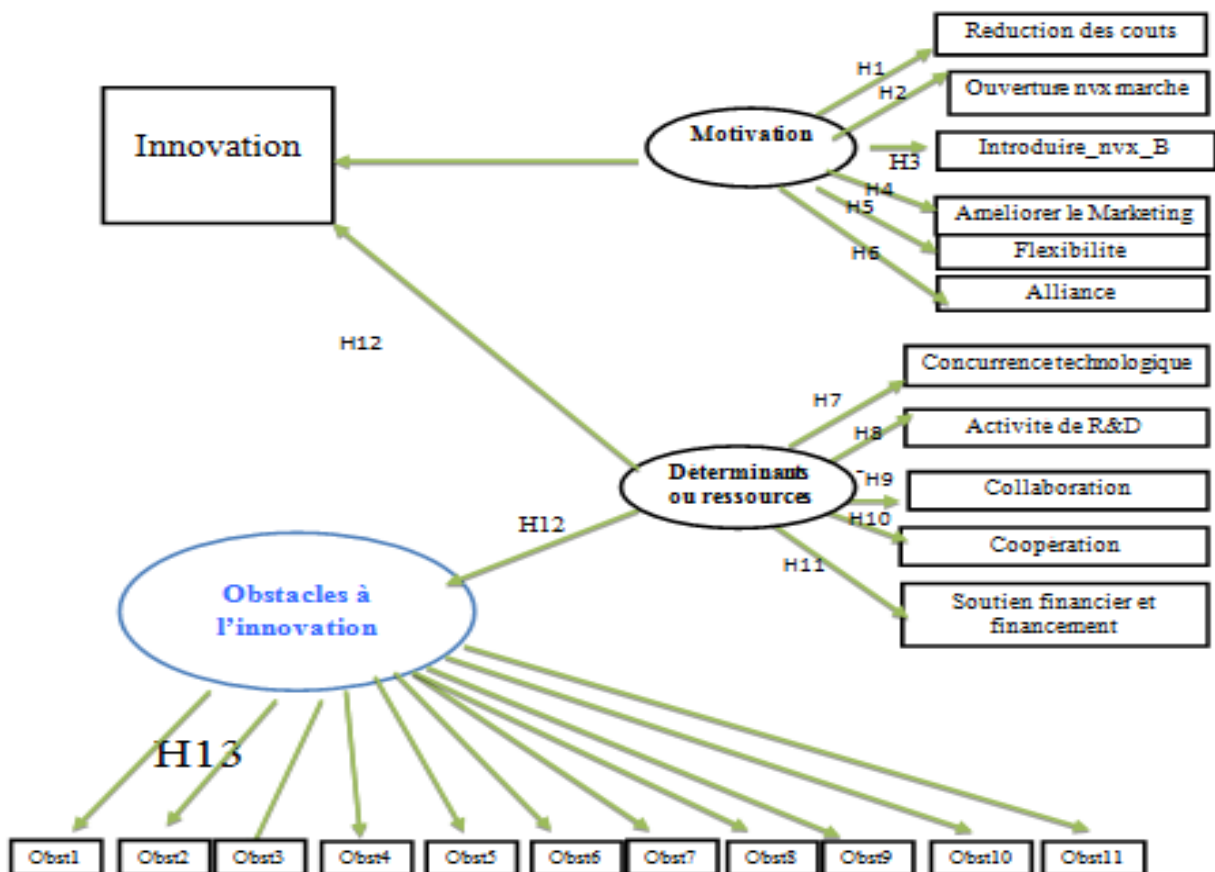 Reduction des couts
H1
Ouverture nvx marche
H2
Motivation
Innovation
Introduire_nvx_B
H3
H4
Ameliorer le Marketing
H5
Flexibilite
H6
Alliance
H12
Concurrence technologique
H7
Activite de R&D
H8
Déterminants
ou ressources
H9
Collaboration
H10
H12
Cooperation
H11
Soutien financier et
financement
Obstacles à
l'innovation
H13
Obst1
Obst2
Obst3
Obst4
Obst5
Obst6
Obst7
Obst8
Obst9
Obst10
Obst11